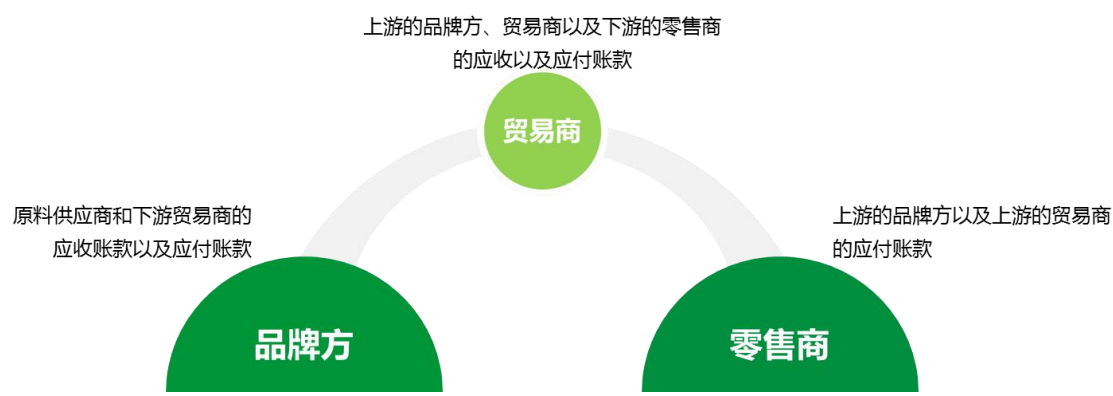 上游的品牌方、贸易商以及下游的零售商
的应收以及应付账款
贸易商
原料供应商和下游贸易商的
应收账款以及应付账款
上游的品牌方以及上游的贸易商
的应付账款
品牌方
零售商